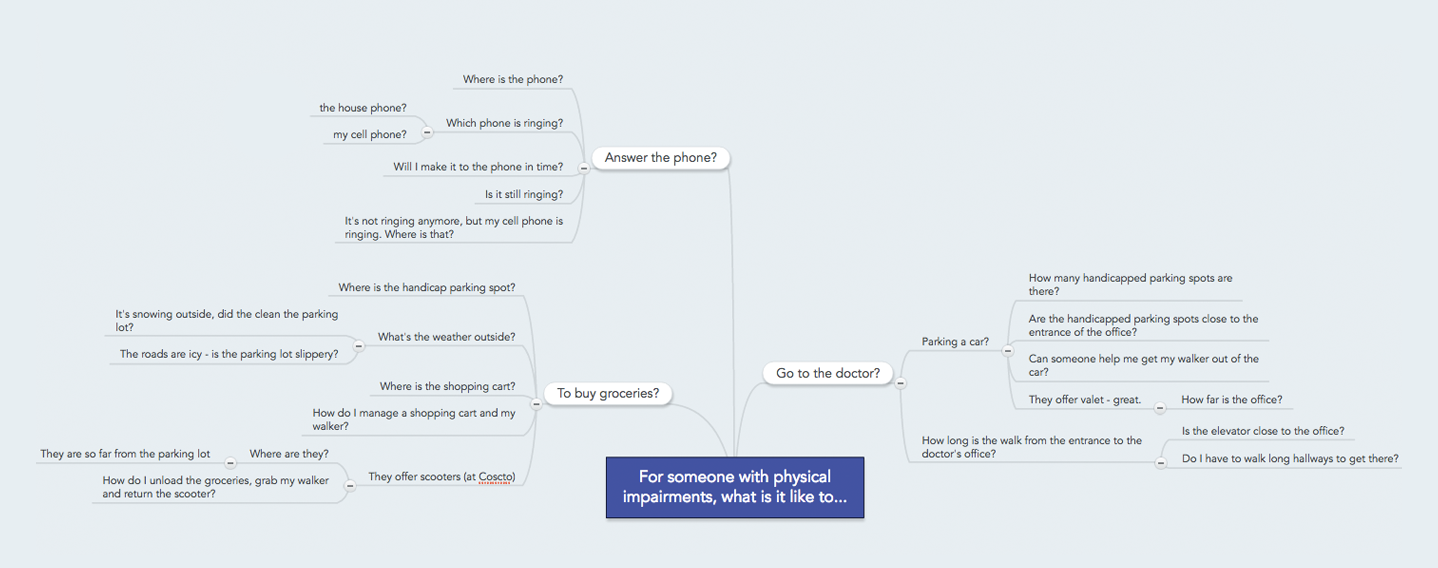 Where is the phone?
the house phone?
Which phone is ringing?
my cell phone?
Will I make it to the phone in time?
Answer the phone?
Is it still ringing?
It's not ringing anymore, but my cell phone is
ringing. Where is that?
Where is the handicap parking spot?
It's snowing outside, did the clean the parking
lot?
What's the weather outside?
The roads are icy - is the parking lot slippery?
Where is the shopping cart?
To buy groceries?
How do I manage a shopping cart and my
walker?
They are so far from the parking lot
Where are they?
They offer scooters (at Coscto)
How do I unload the groceries, grab my walker
and return the scooter?
For someone with physical
impairments, what is it like to...
Go to the doctor?
Parking a car?
How many handicapped parking spots are
there?
Are the handicapped parking spots close to the
entrance of the office?
Can someone help me get my walker out of the
car?
They offer valet - great.
How far is the office?
How long is the walk from the entrance to the
doctor's office?
Is the elevator close to the office?
Do I have to walk long hallways to get there?